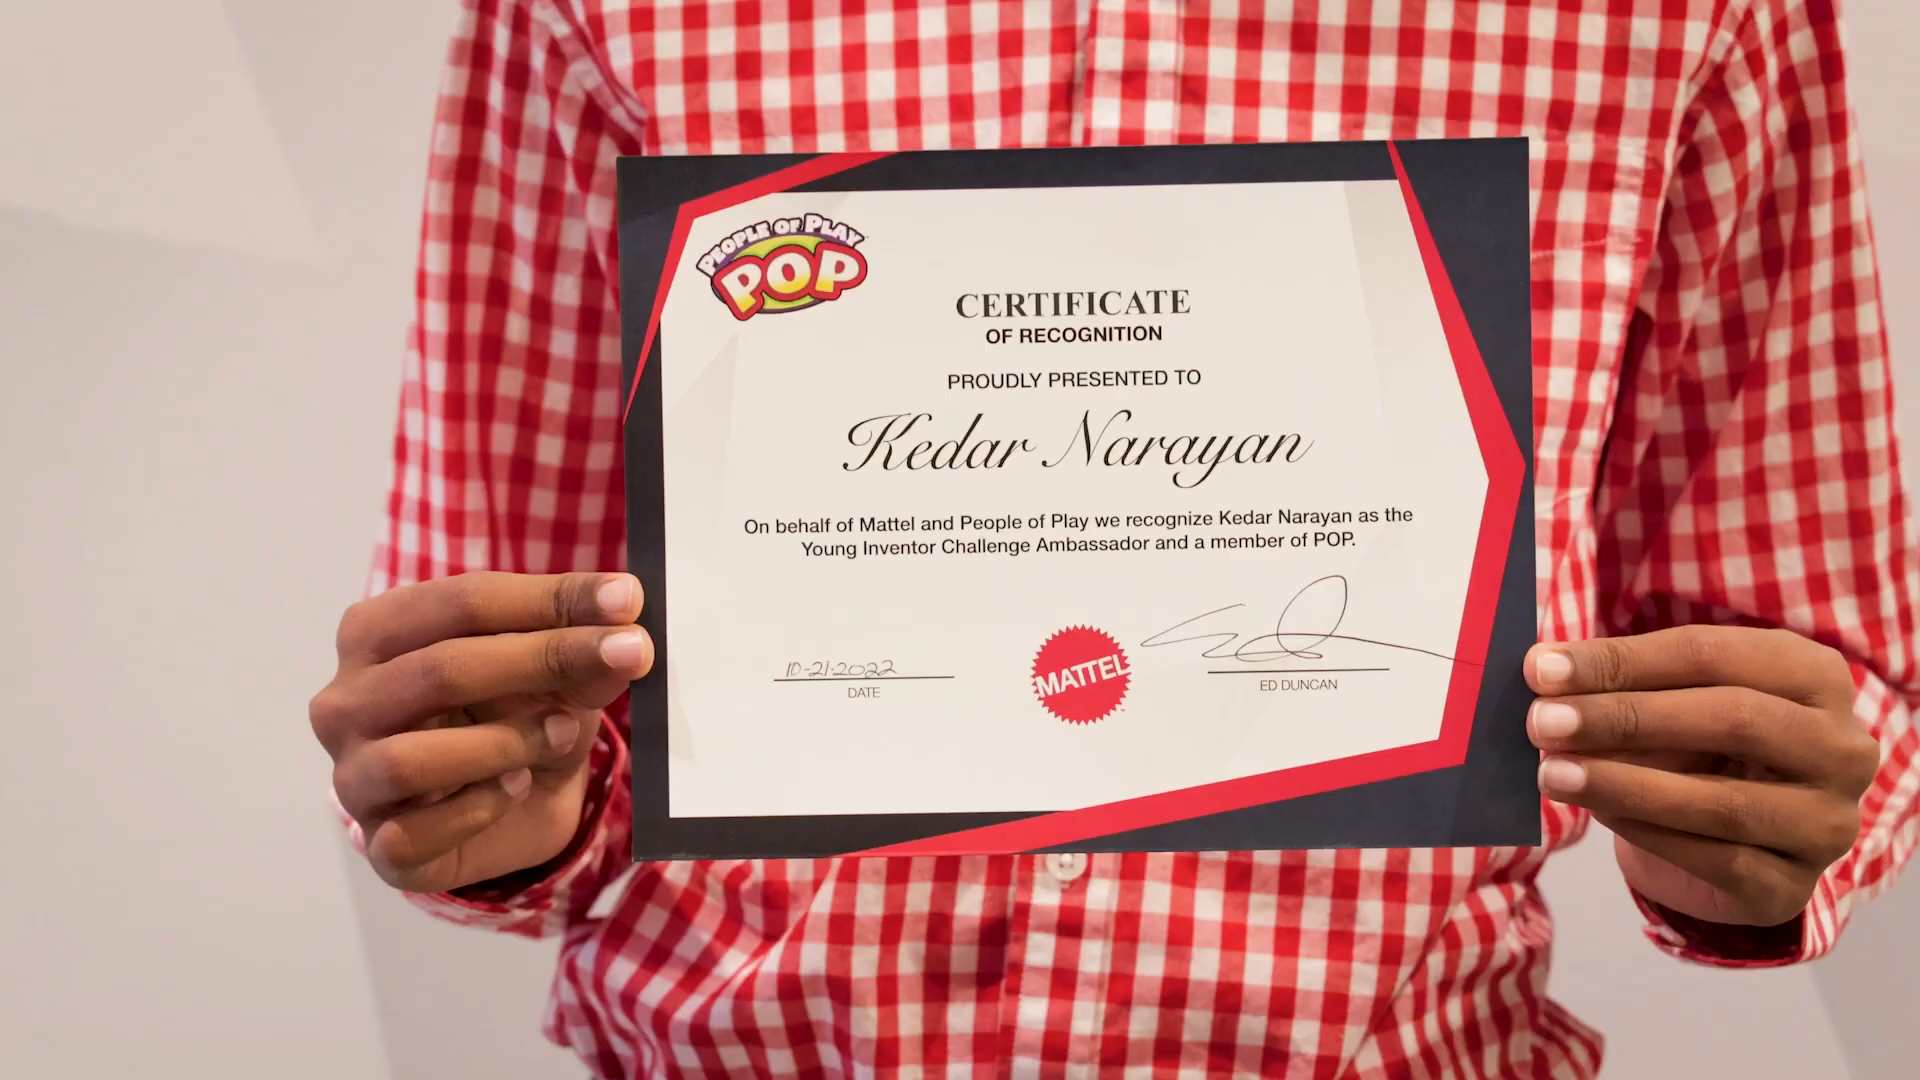 PEOPLE OF PLAY
POP
CERTIFICATE
OF RECOGNITION
PROUDLY PRESENTED TO
Kedar Narayan
On behalf of Mattel and People of Play we recognize Kedar Narayan as the
Young Inventor Challenge Ambassador and a member of POP.
10-21-2022
DATE
MATTEL
ED DUNCAN